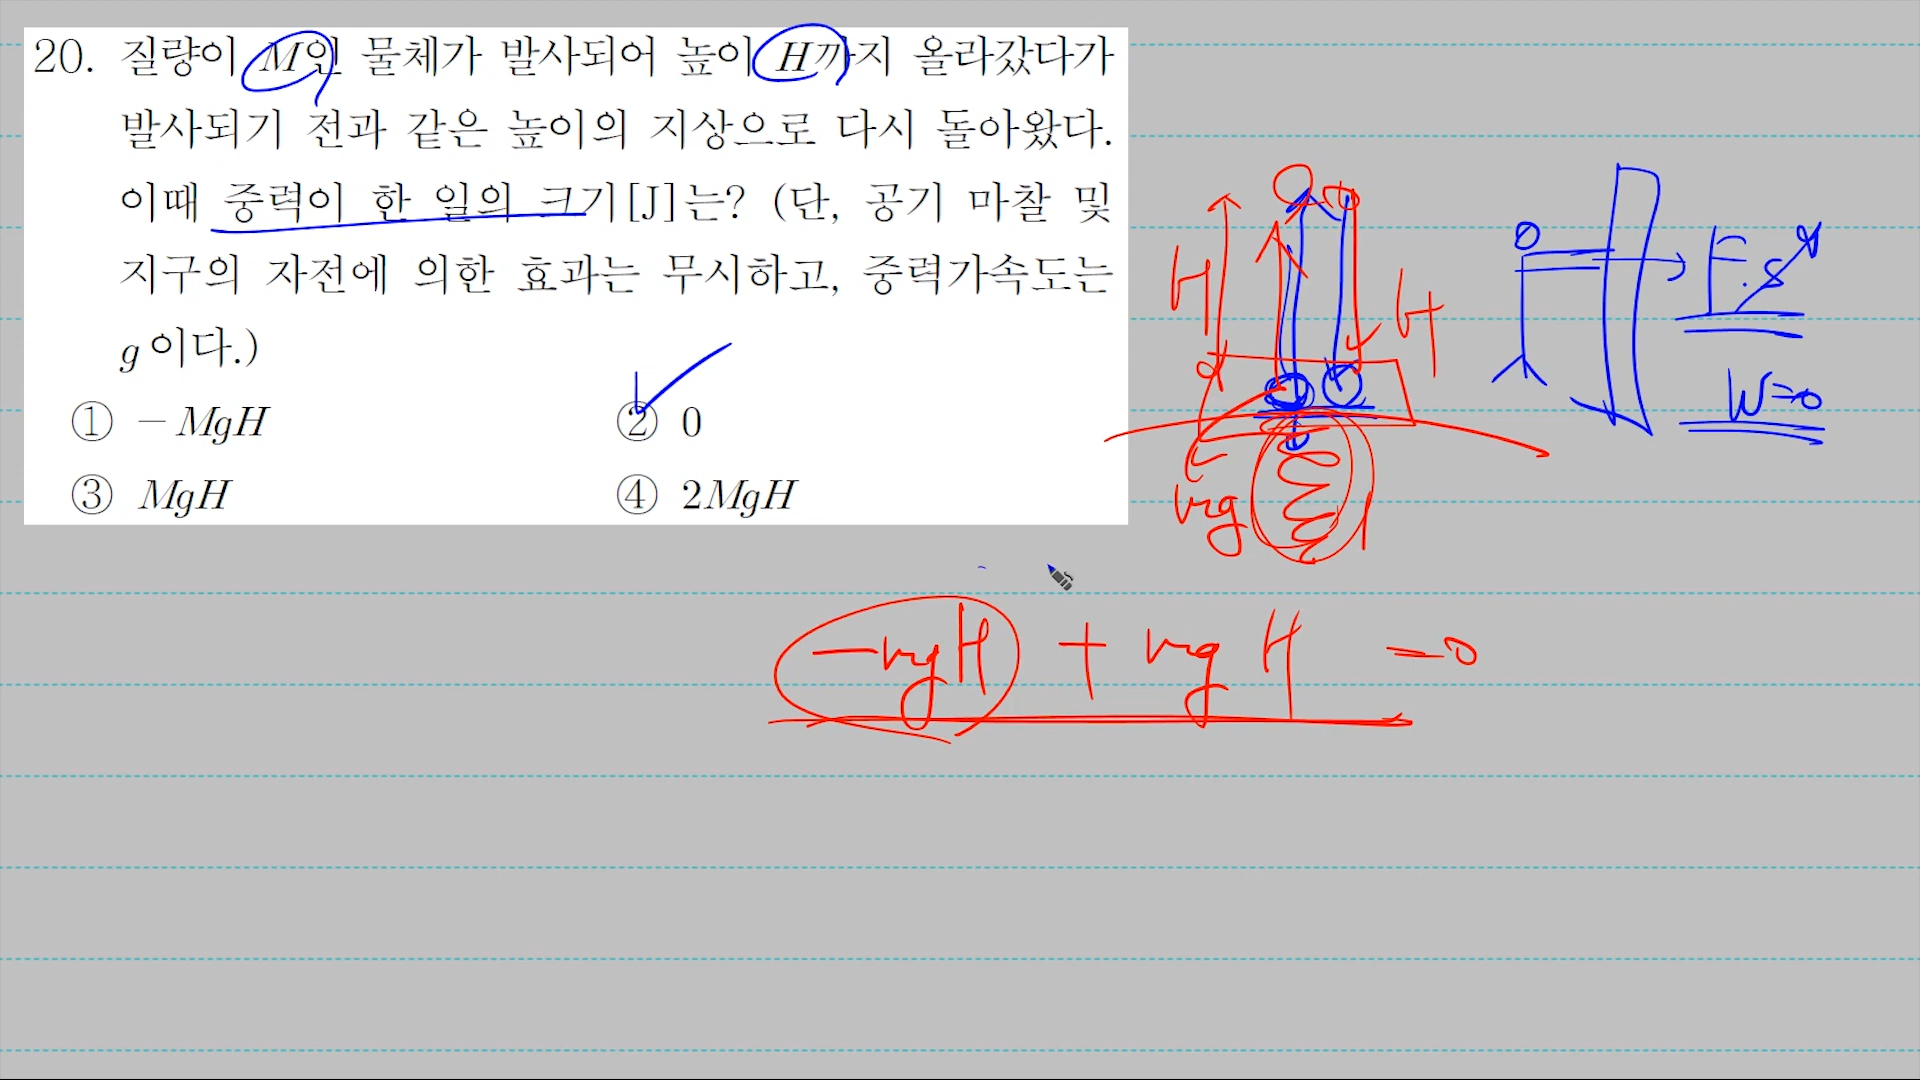 20. 질량이 M인 물체가 발사되어 높이 H까지 올라갔다가
발사되기 전과 같은 높이의 지상으로 다시 돌아왔다.
이때 중력이 한 일의 크기[J]는? (단, 공기 마찰 및
지구의 자전에 의한 효과는 무시하고, 중력가속도는
g이다.)
① -MgH ② 0
③ MgH ④ 2MgH
H
H
mg
F·s
W=0
-mgH + mgH =0